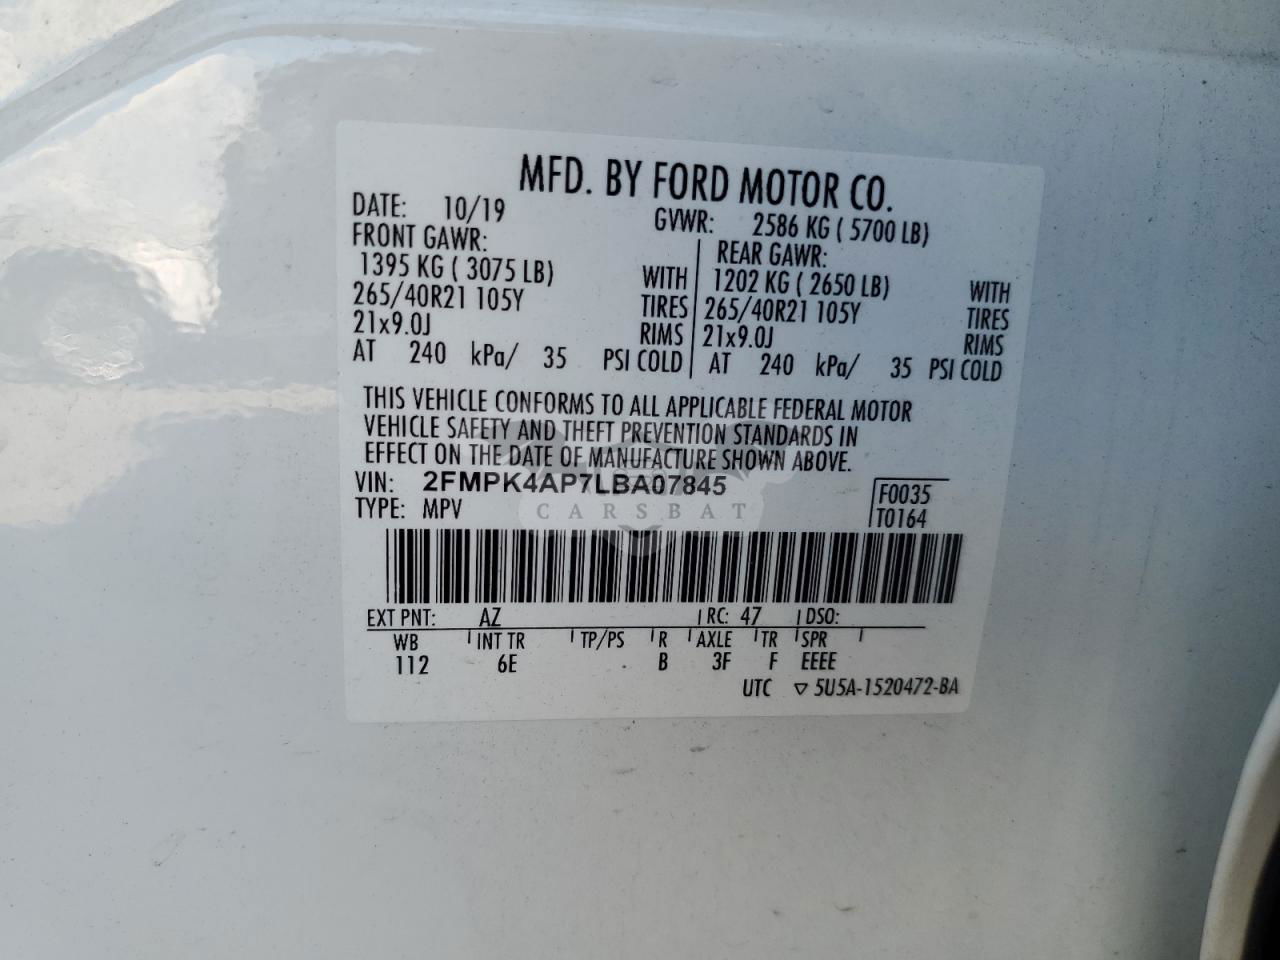 MFD. BY FORD MOTOR CO.
DATE: 10/19 GVWR: 2586 KG ( 5700 LB)
FRONT GAWR: REAR GAWR:
1395 KG ( 3075 LB) WITH 1202 KG ( 2650 LB) WITH
265/40R21 105Y TIRES 265/40R21 105Y TIRES
21x9.0J RIMS 21x9.0J RIMS
AT 240 kPa/ 35 PSI COLD AT 240 kPa/ 35 PSI COLD
THIS VEHICLE CONFORMS TO ALL APPLICABLE FEDERAL MOTOR
VEHICLE SAFETY AND THEFT PREVENTION STANDARDS IN
EFFECT ON THE DATE OF MANUFACTURE SHOWN ABOVE.
VIN: 2FMPK4AP7LBA07845 F0035
TYPE: MPV T0164
CARSBAT
EXT PNT: AZ RC: 47 DSO:
WB INT TR TP/PS R AXLE TR SPR
112 6E B 3F F EEEE
UTC ▽ 5U5A-1520472-BA